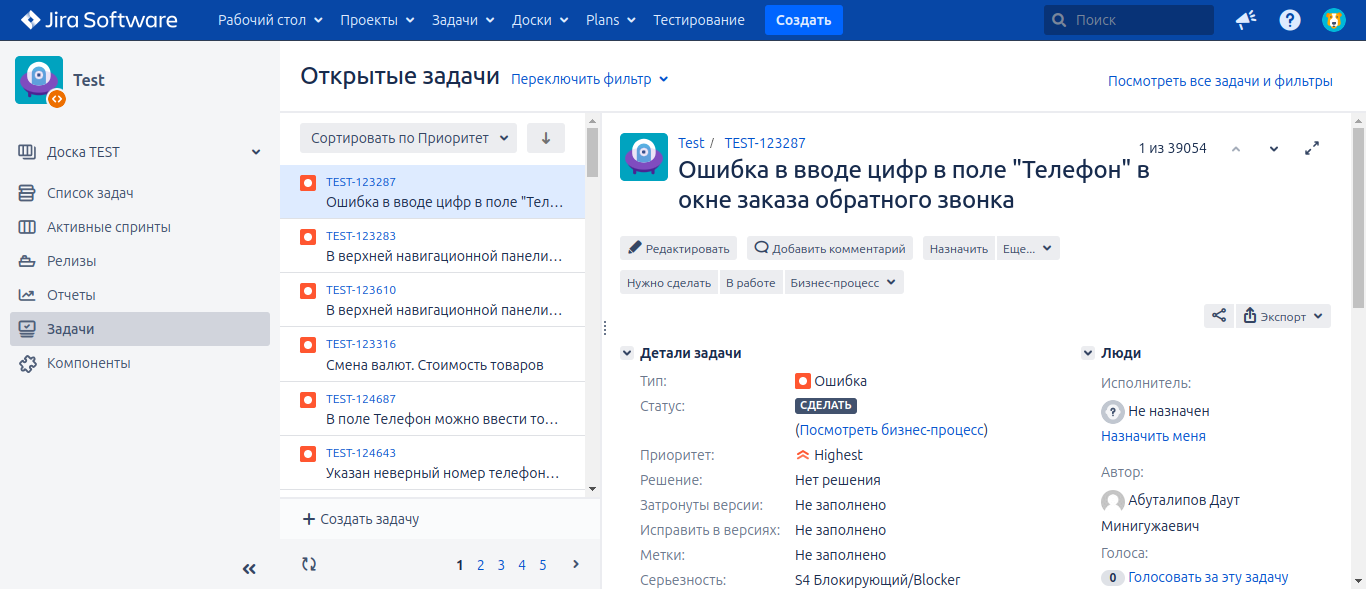 Jira Software
Рабочий стол
Проекты
Задачи
Доски
Plans
Тестирование
Создать
Поиск
Test
Доска TEST
Список задач
Активные спринты
Релизы
Отчеты
Задачи
Компоненты
Открытые задачи
Переключить фильтр
Посмотреть все задачи и фильтры
Сортировать по Приоритет
TEST-123287
Ошибка в вводе цифр в поле "Тел…
TEST-123283
В верхней навигационной панели…
TEST-123610
В верхней навигационной панели…
TEST-123316
Смена валют. Стоимость товаров
TEST-124687
В поле Телефон можно ввести то…
TEST-124643
Указан неверный номер телефон…
Создать задачу
1 2 3 4 5
Test / TEST-123287
1 из 39054
Ошибка в вводе цифр в поле "Телефон" в
окне заказа обратного звонка
Редактировать
Добавить комментарий
Назначить
Еще...
Нужно сделать
В работе
Бизнес-процесс
Экспорт
Детали задачи
Тип: Ошибка
Статус: СДЕЛАТЬ
(Посмотреть бизнес-процесс)
Приоритет: Highest
Решение: Нет решения
Затронуты версии: Не заполнено
Исправить в версиях: Не заполнено
Метки: Не заполнено
Серьезность: S4 Блокирующий/Blocker
Люди
Исполнитель:
Не назначен
Назначить меня
Автор:
Абуталипов Даут
Минигужаевич
Голоса:
0 Голосовать за эту задачу